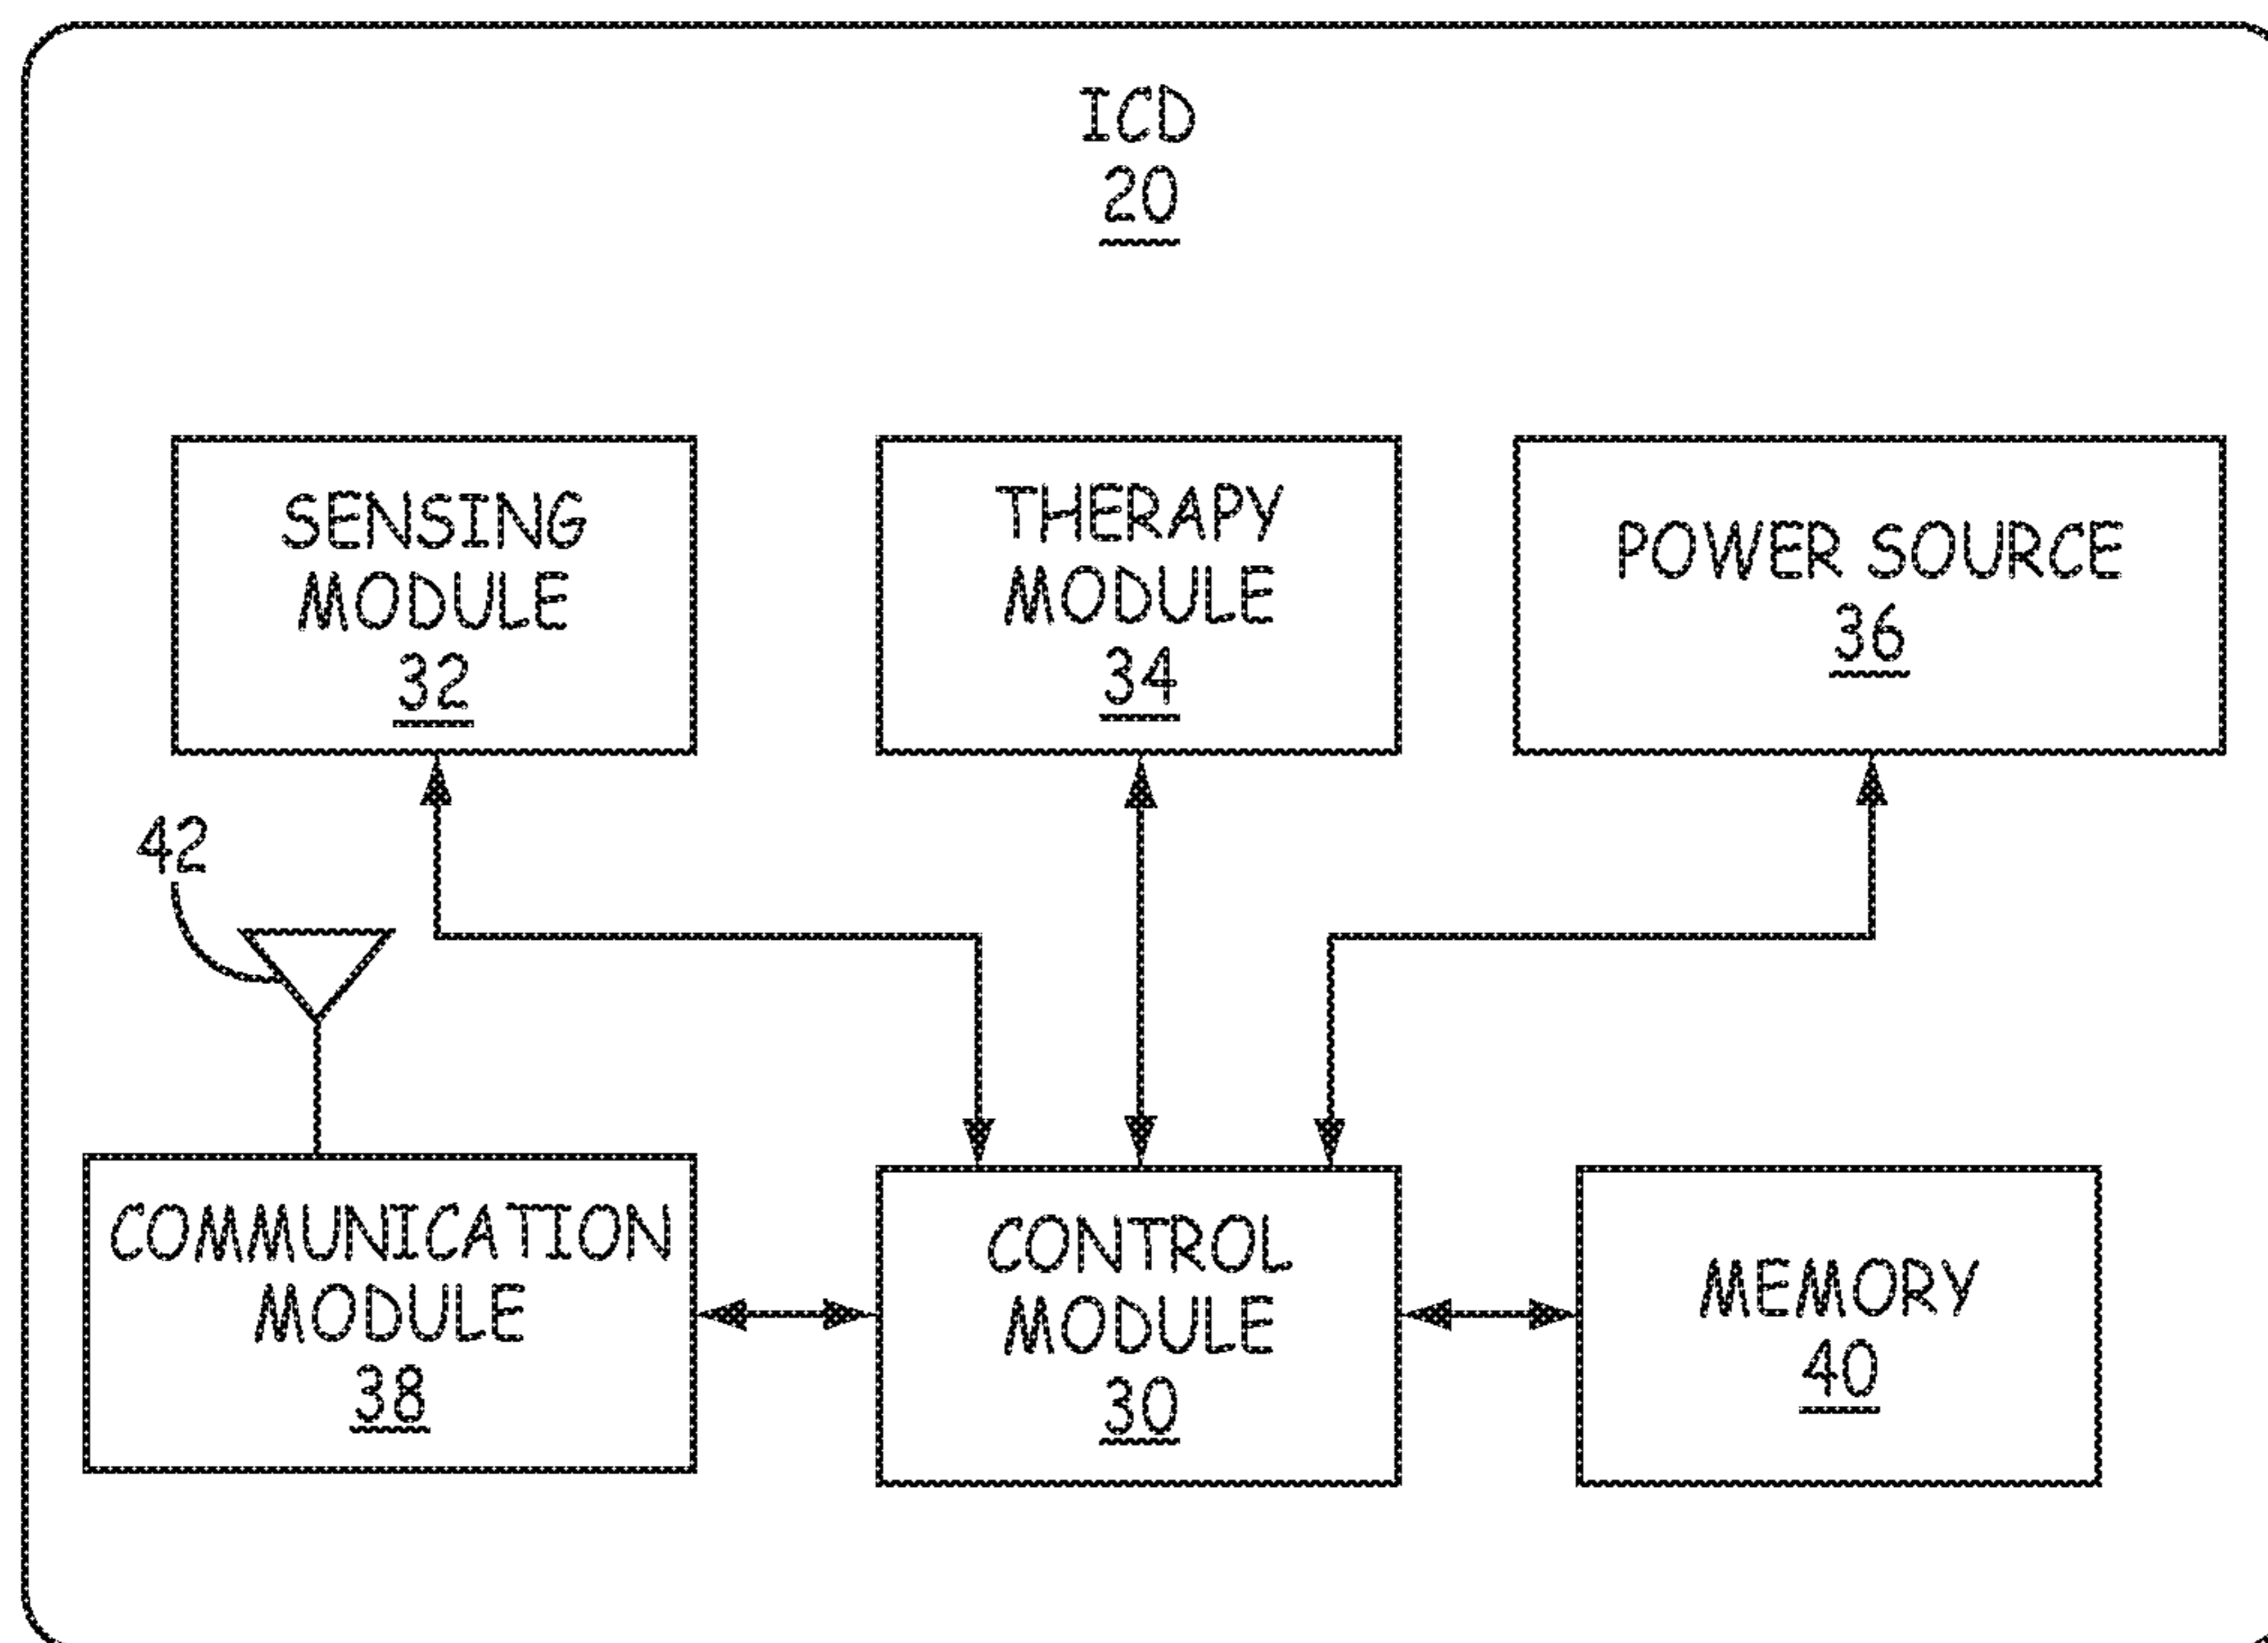 ICD
20
SENSING
MODULE
32
THERAPY
MODULE
34
POWER SOURCE
36
42
COMMUNICATION
MODULE
38
CONTROL
MODULE
30
MEMORY
40